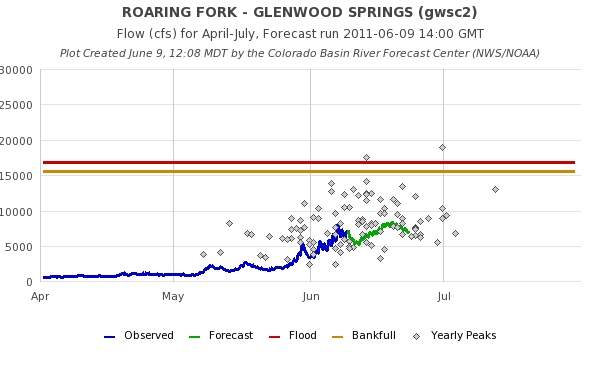 ROARING FORK - GLENWOOD SPRINGS (gwsc2)
Flow (cfs) for April-July, Forecast run 2011-06-09 14:00 GMT
Plot Created June 9, 12:08 MDT by the Colorado Basin River Forecast Center (NWS/NOAA)
30000
25000
20000
15000
10000
5000
0
Apr May Jun Jul
Observed Forecast Flood Bankfull Yearly Peaks